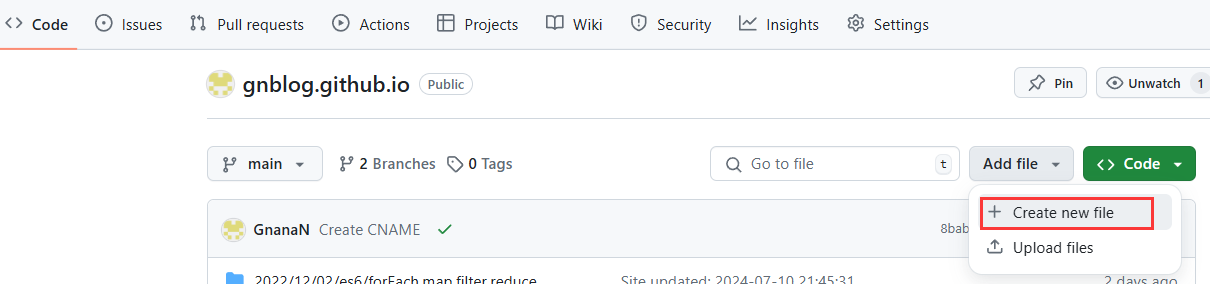 Code Issues Pull requests Actions Projects Wiki Security Insights Settings
gnblog.github.io Public Pin Unwatch 1
main 2 Branches 0 Tags Go to file t Add file Code
Create new file
GnanaN Create CNAME 8bab
Upload files
2022/12/02/es6/forEach map filter reduce Site updated: 2024-07-10 21:45:31 2 days ago